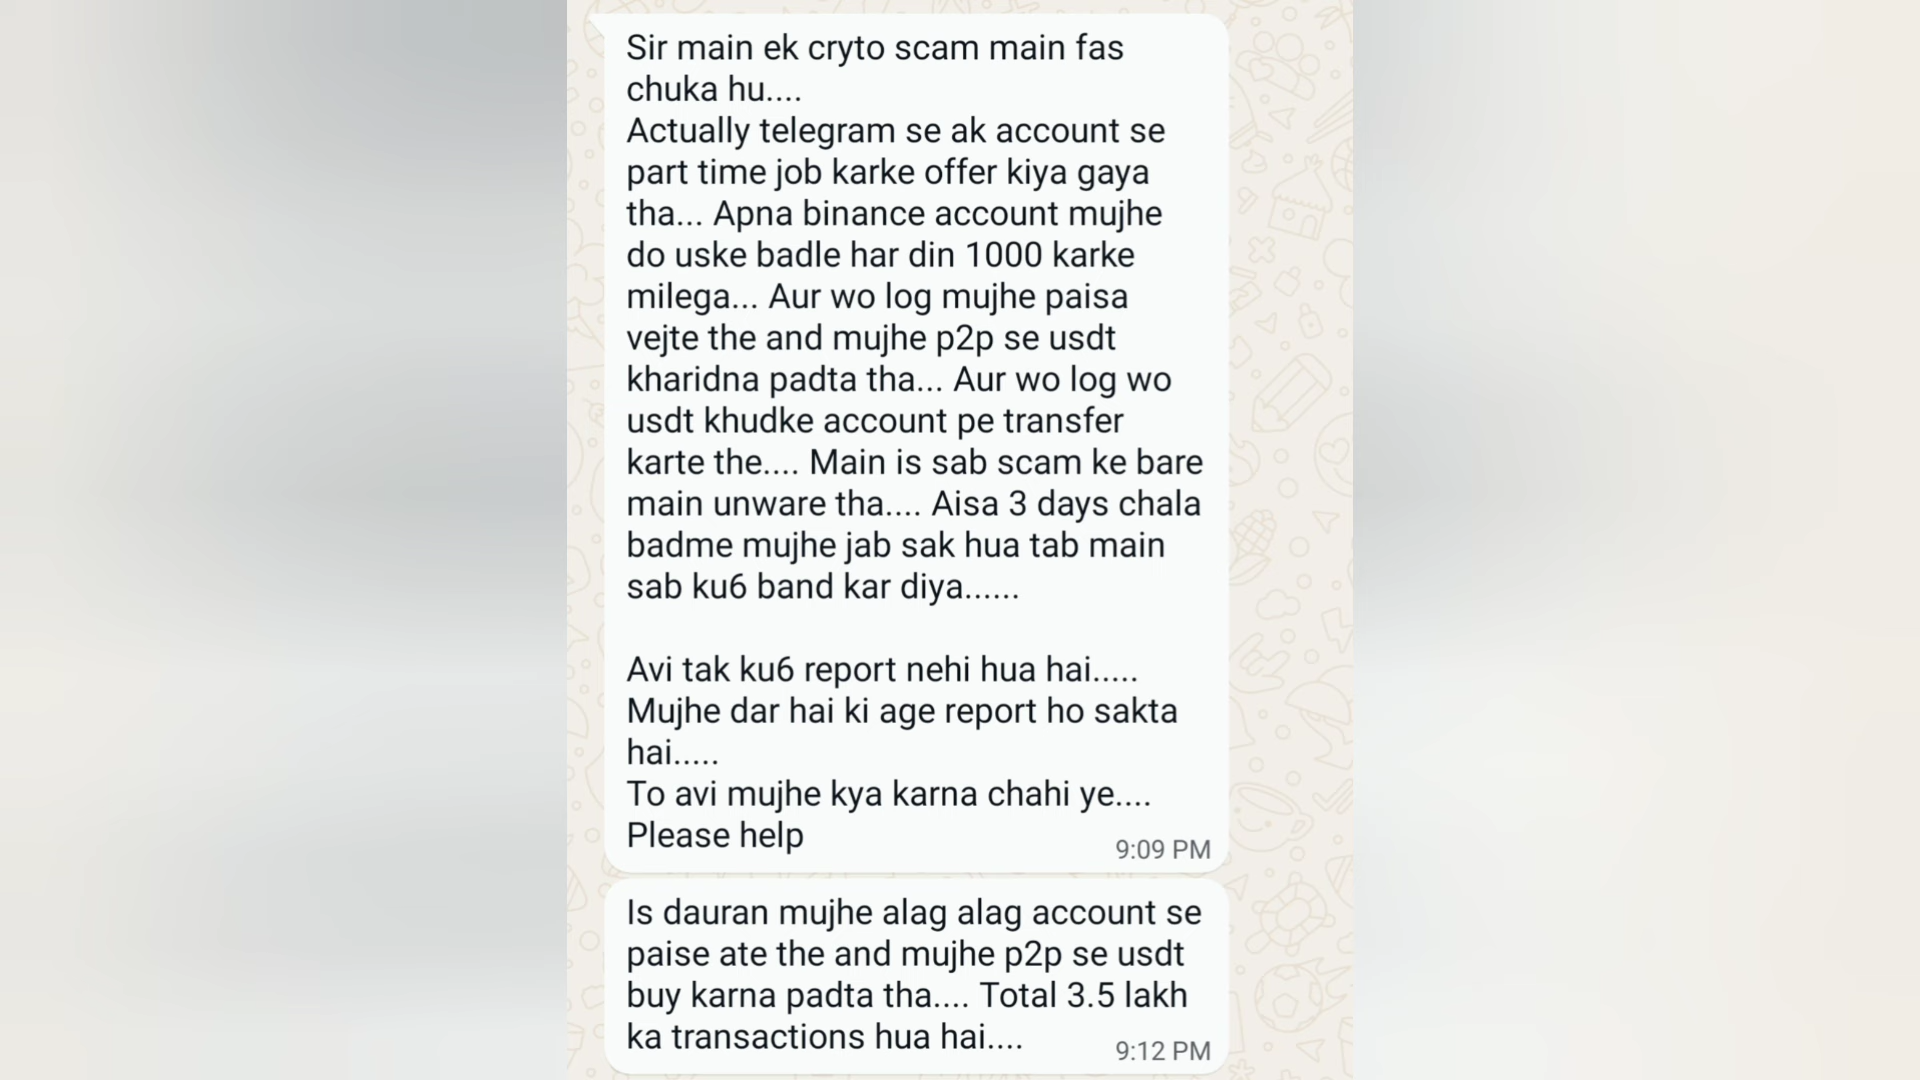 Sir main ek cryto scam main fas
chuka hu....
Actually telegram se ak account se
part time job karke offer kiya gaya
tha... Apna binance account mujhe
do uske badle har din 1000 karke
milega... Aur wo log mujhe paisa
vejte the and mujhe p2p se usdt
kharidna padta tha... Aur wo log wo
usdt khudke account pe transfer
karte the.... Main is sab scam ke bare
main unware tha.... Aisa 3 days chala
badme mujhe jab sak hua tab main
sab ku6 band kar diya......
Avi tak ku6 report nehi hua hai.....
Mujhe dar hai ki age report ho sakta
hai.....
To avi mujhe kya karna chahi ye....
Please help
9:09 PM
Is dauran mujhe alag alag account se
paise ate the and mujhe p2p se usdt
buy karna padta tha.... Total 3.5 lakh
ka transactions hua hai....
9:12 PM